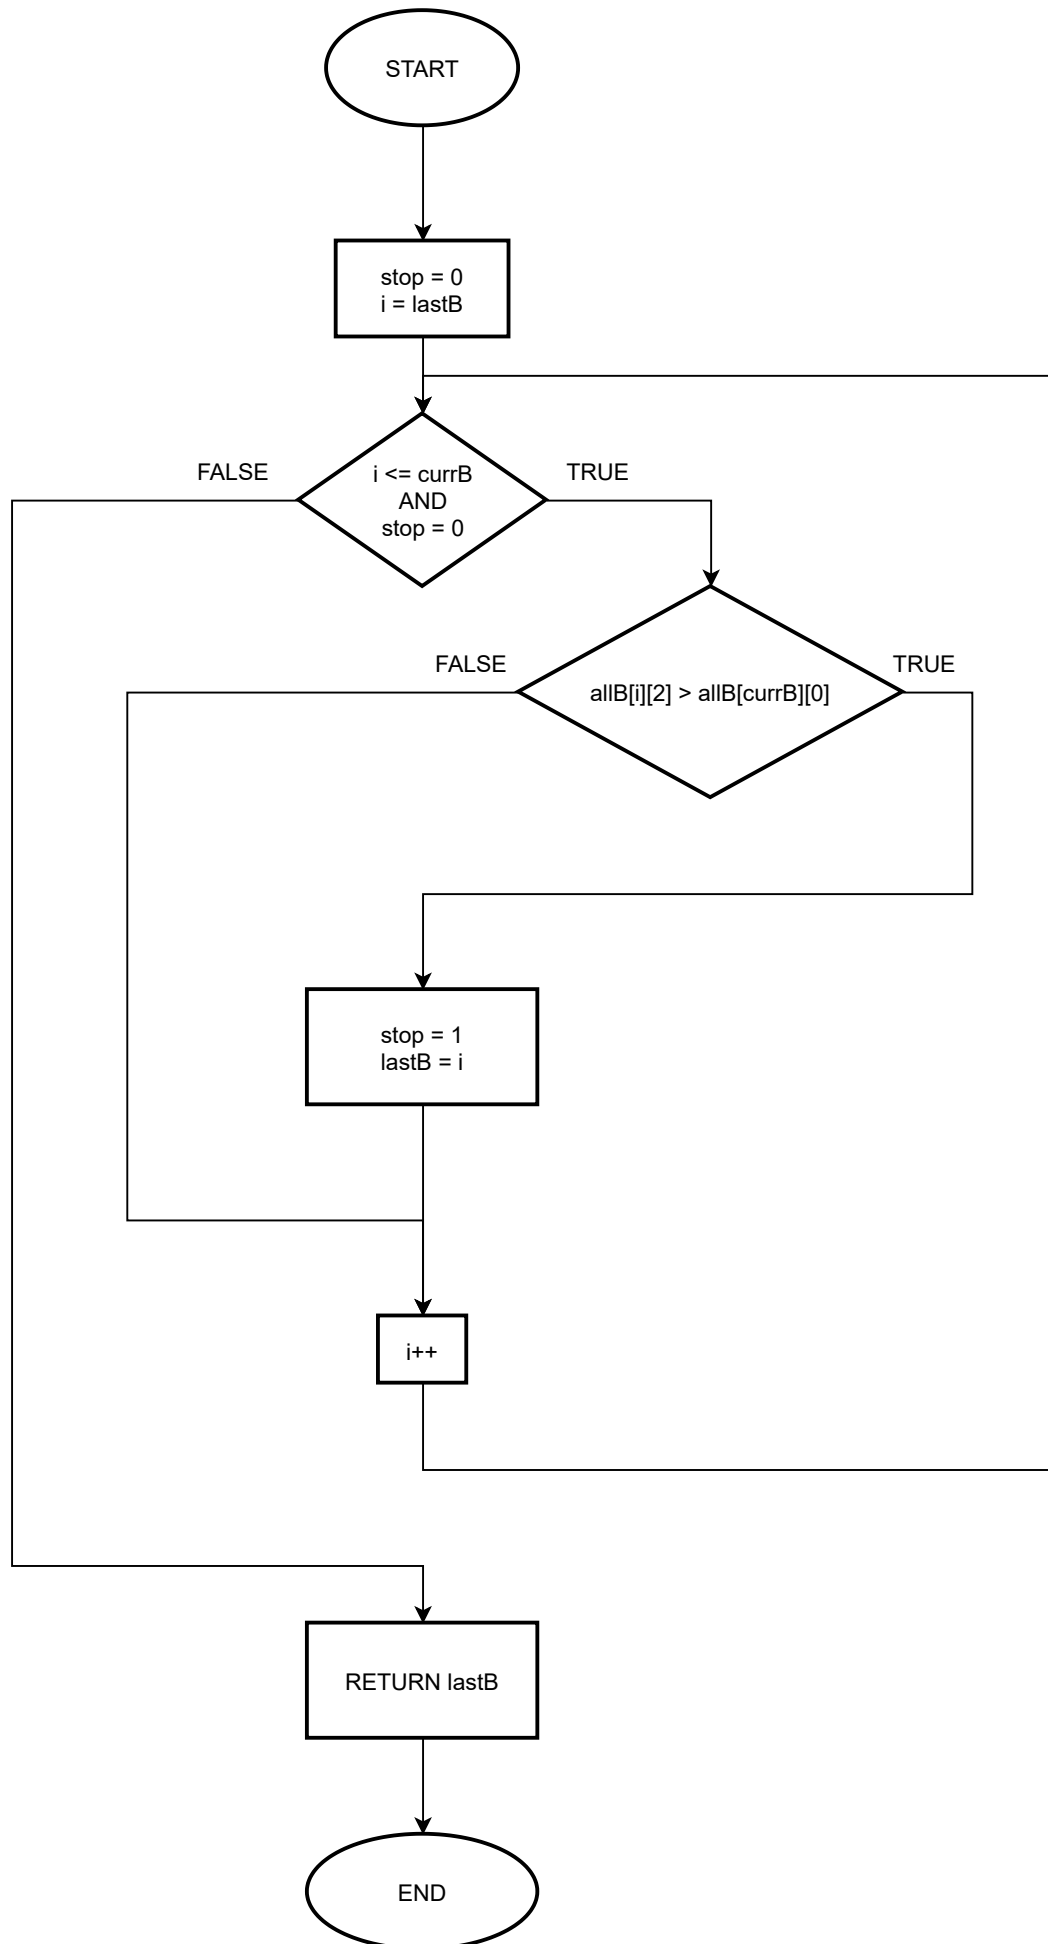 START
stop = 0
i = lastB
FALSE
i <= currB
AND
stop = 0
TRUE
FALSE
allB[i][2] > allB[currB][0]
TRUE
stop = 1
lastB = i
i++
RETURN lastB
END